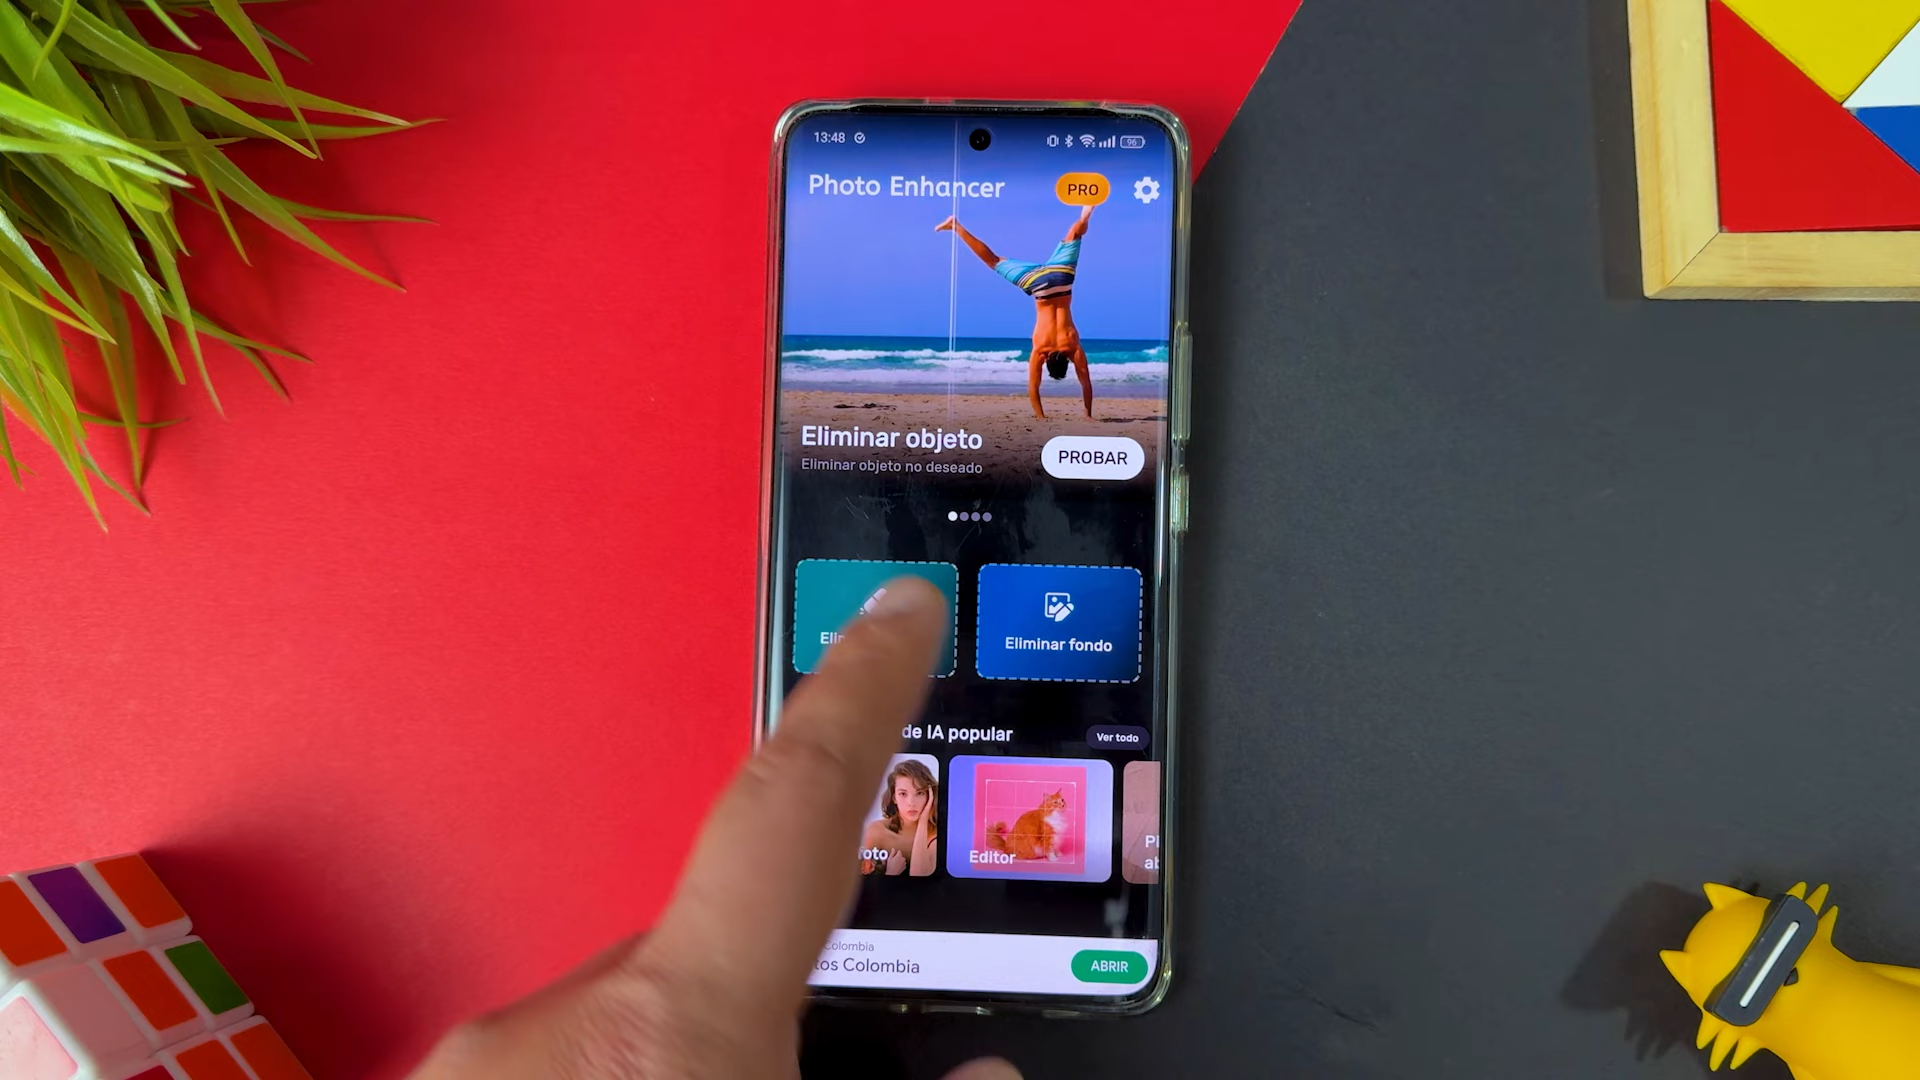 13:48
96
Photo Enhancer
PRO
Eliminar objeto
Eliminar objeto no deseado
PROBAR
Eliminar fondo
de IA popular
Ver todo
Editor
Colombia
Colombia
ABRIR